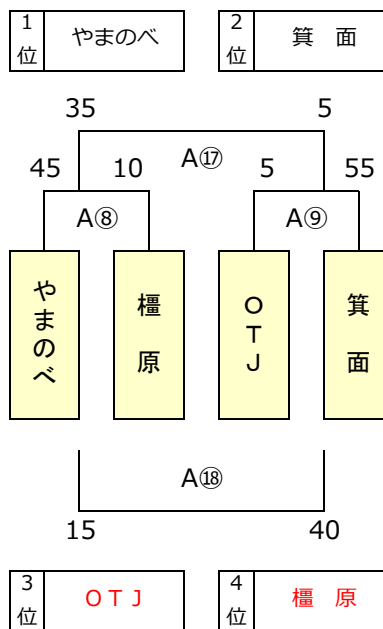 1位 やまのべ 2位 箕 面
35 5
A⑰
45 10 5 55
A⑧ A⑨
やまのべ 橿原 OTJ 箕面
A⑱
15 40
3位 OTJ 4位 橿 原